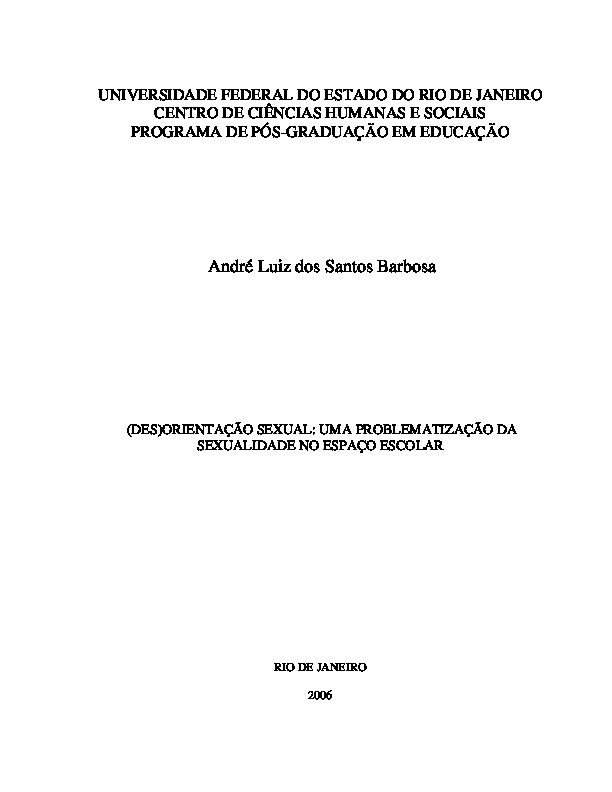 UNIVERSIDADE FEDERAL DO ESTADO DO RIO DE JANEIRO
CENTRO DE CIÊNCIAS HUMANAS E SOCIAIS
PROGRAMA DE PÓS-GRADUAÇÃO EM EDUCAÇÃO
André Luiz dos Santos Barbosa
(DES)ORIENTAÇÃO SEXUAL: UMA PROBLEMATIZAÇÃO DA
SEXUALIDADE NO ESPAÇO ESCOLAR
RIO DE JANEIRO
2006